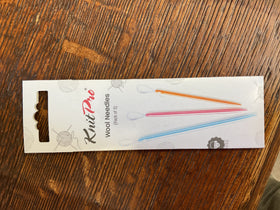 KnitPro
Wool Needles
(Pack of 3)